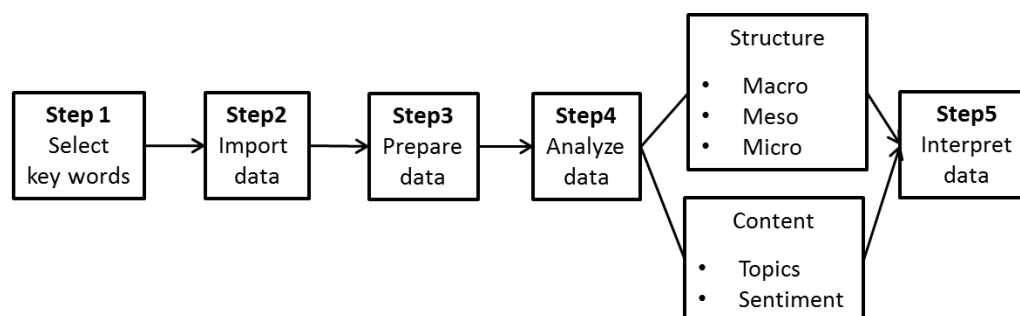 Step 1
Select
key words
Step2
Import
data
Step3
Prepare
data
Step4
Analyze
data
Structure
• Macro
• Meso
• Micro
Content
• Topics
• Sentiment
Step5
Interpret
data